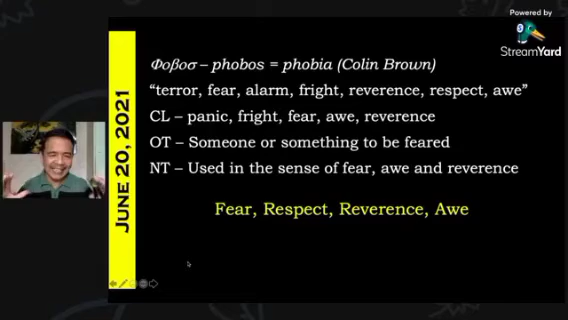 Powered by
StreamYard
JUNE 20, 2021
Φοβοσ – phobos = phobia (Colin Brown)
“terror, fear, alarm, fright, reverence, respect, awe”
CL – panic, fright, fear, awe, reverence
OT – Someone or something to be feared
NT – Used in the sense of fear, awe and reverence
Fear, Respect, Reverence, Awe